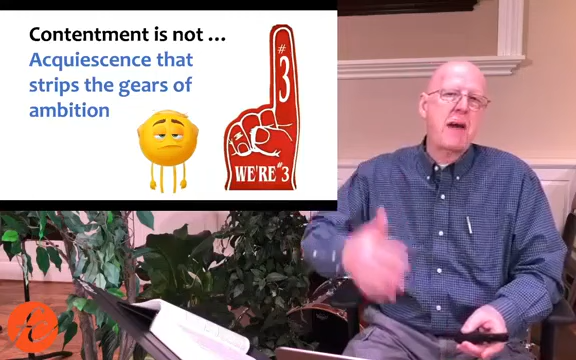 Contentment is not …
Acquiescence that
strips the gears of
ambition
#
3
WE'RE #3